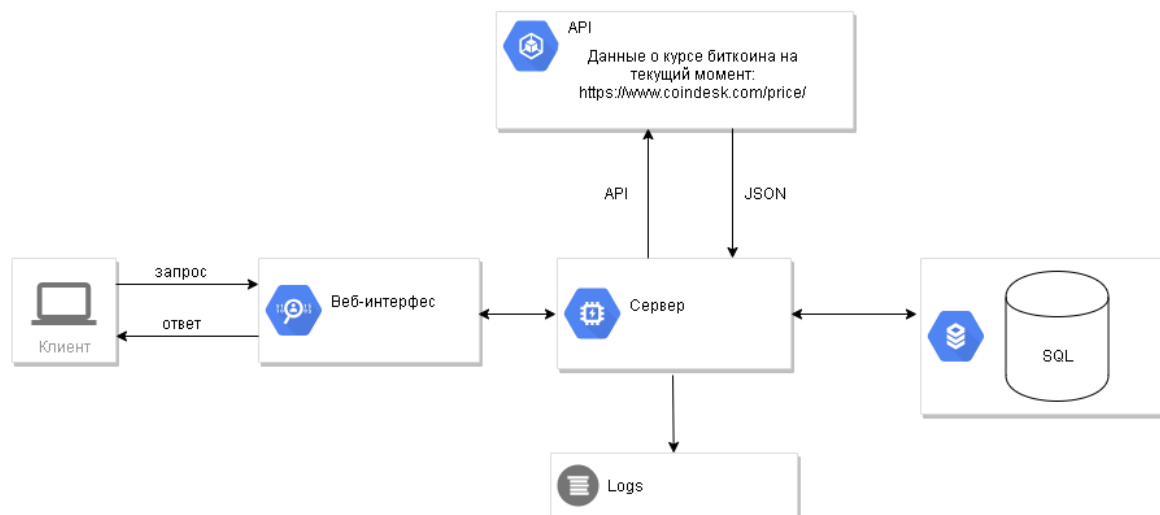 API
Данные о курсе биткоина на
текущий момент:
https://www.coindesk.com/price/
API
JSON
запрос
ответ
Клиент
Веб-интерфес
Сервер
SQL
Logs